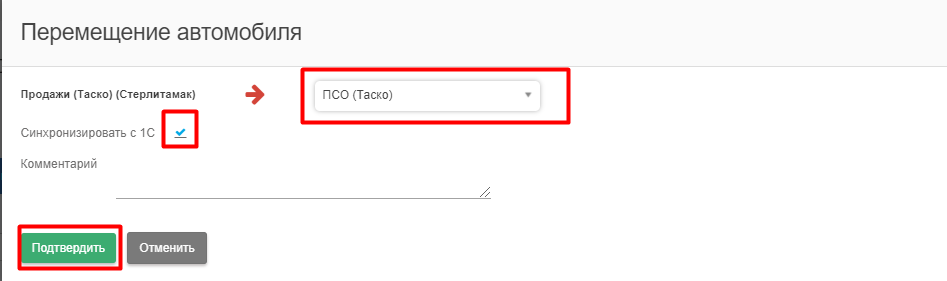 Перемещение автомобиля
Продажи (Таско) (Стерлитамак) ПСО (Таско)
Синхронизировать с 1С
Комментарий
Подтвердить Отменить